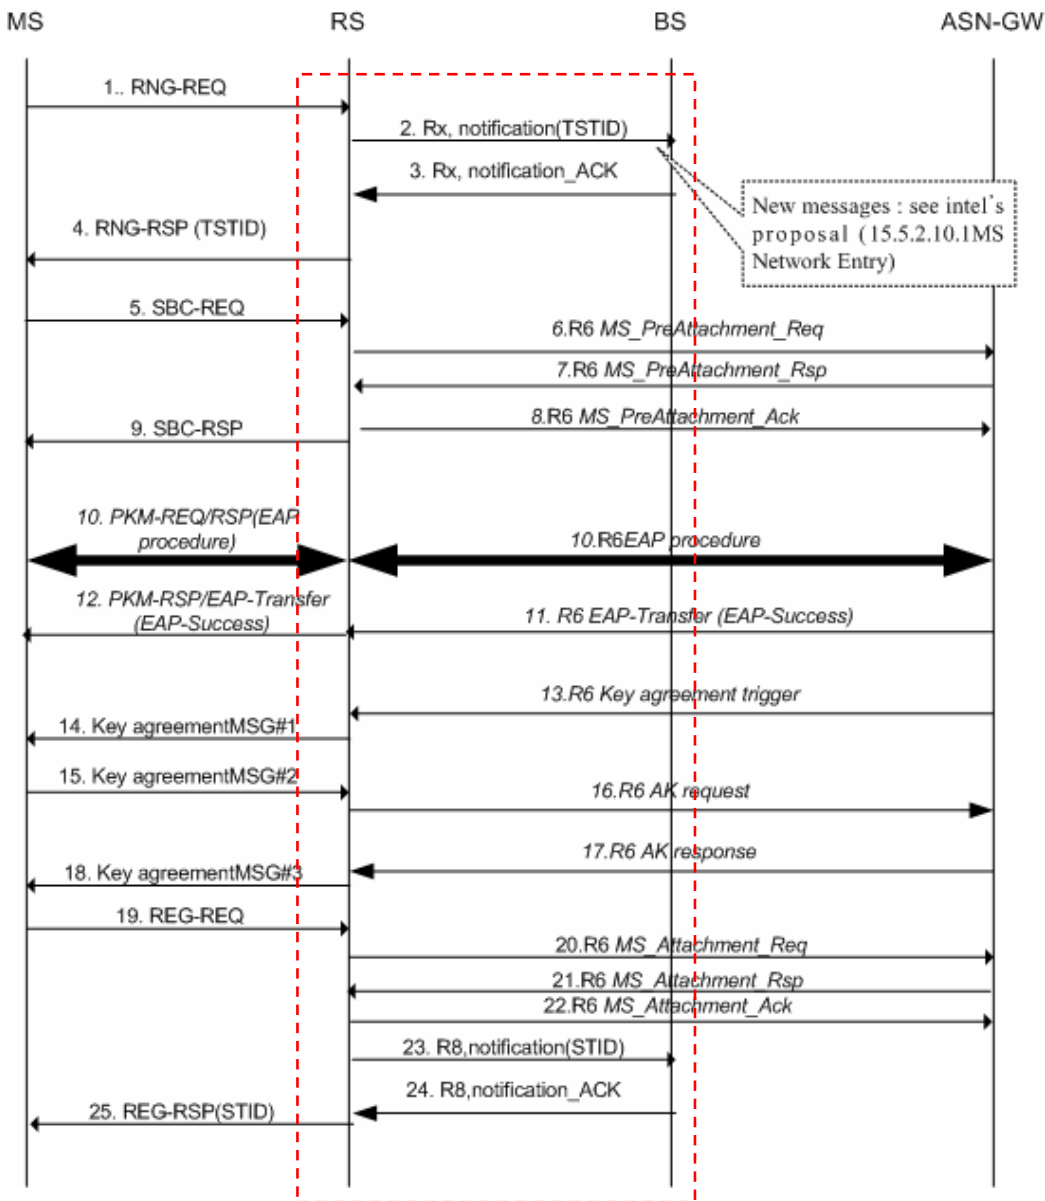 MS RS BS ASN-GW
1.. RNG-REQ
2. Rx, notification(TSTID)
3. Rx, notification_ACK
New messages : see intel`s
proposal (15.5.2.10.1MS
Network Entry)
4. RNG-RSP (TSTID)
5. SBC-REQ
6.R6 MS_PreAttachment_Req
7.R6 MS_PreAttachment_Rsp
8.R6 MS_PreAttachment_Ack
9. SBC-RSP
10. PKM-REQ/RSP(EAP
procedure)
10.R6EAP procedure
12. PKM-RSP/EAP-Transfer
(EAP-Success)
11. R6 EAP-Transfer (EAP-Success)
13.R6 Key agreement trigger
14. Key agreementMSG#1
15. Key agreementMSG#2
16.R6 AK request
17.R6 AK response
18. Key agreementMSG#3
19. REG-REQ
20.R6 MS_Attachment_Req
21.R6 MS_Attachment_Rsp
22.R6 MS_Attachment_Ack
23. R8,notification(STID)
24. R8,notification_ACK
25. REG-RSP(STID)